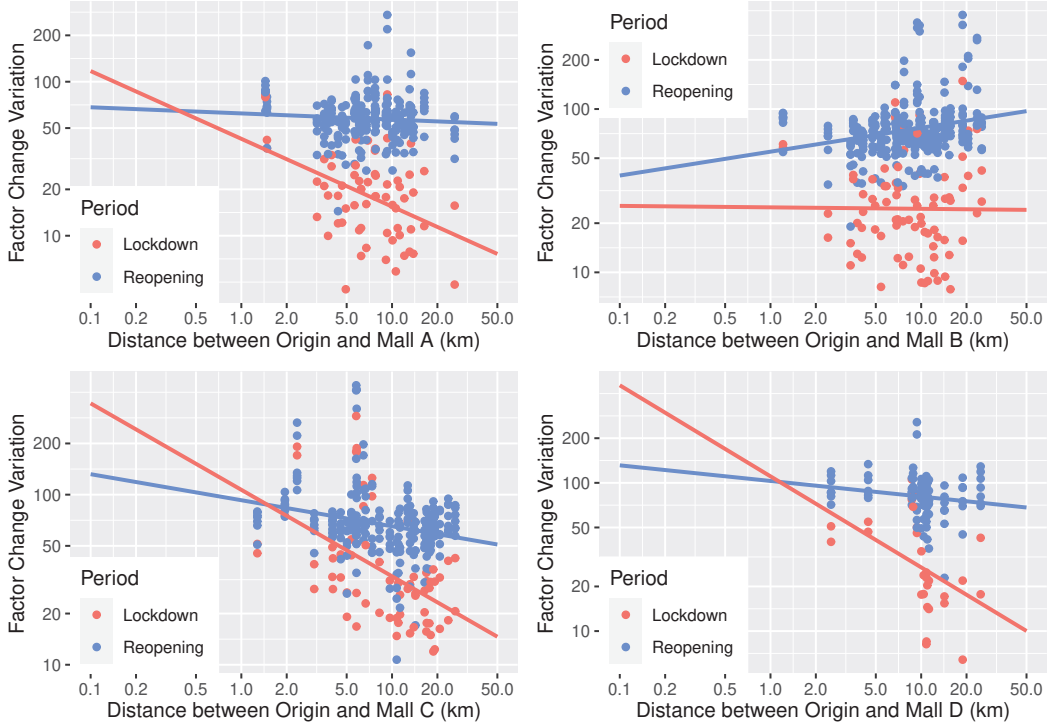 Factor Change Variation
200
100
50
20
10
Period
Lockdown
Reopening
0.1 0.2 0.5 1.0 2.0 5.0 10.0 20.0 50.0
Distance between Origin and Mall A (km)
Factor Change Variation
200
100
50
20
10
Period
Lockdown
Reopening
0.1 0.2 0.5 1.0 2.0 5.0 10.0 20.0 50.0
Distance between Origin and Mall B (km)
Factor Change Variation
200
100
50
20
10
Period
Lockdown
Reopening
0.1 0.2 0.5 1.0 2.0 5.0 10.0 20.0 50.0
Distance between Origin and Mall C (km)
Factor Change Variation
200
100
50
20
10
Period
Lockdown
Reopening
0.1 0.2 0.5 1.0 2.0 5.0 10.0 20.0 50.0
Distance between Origin and Mall D (km)